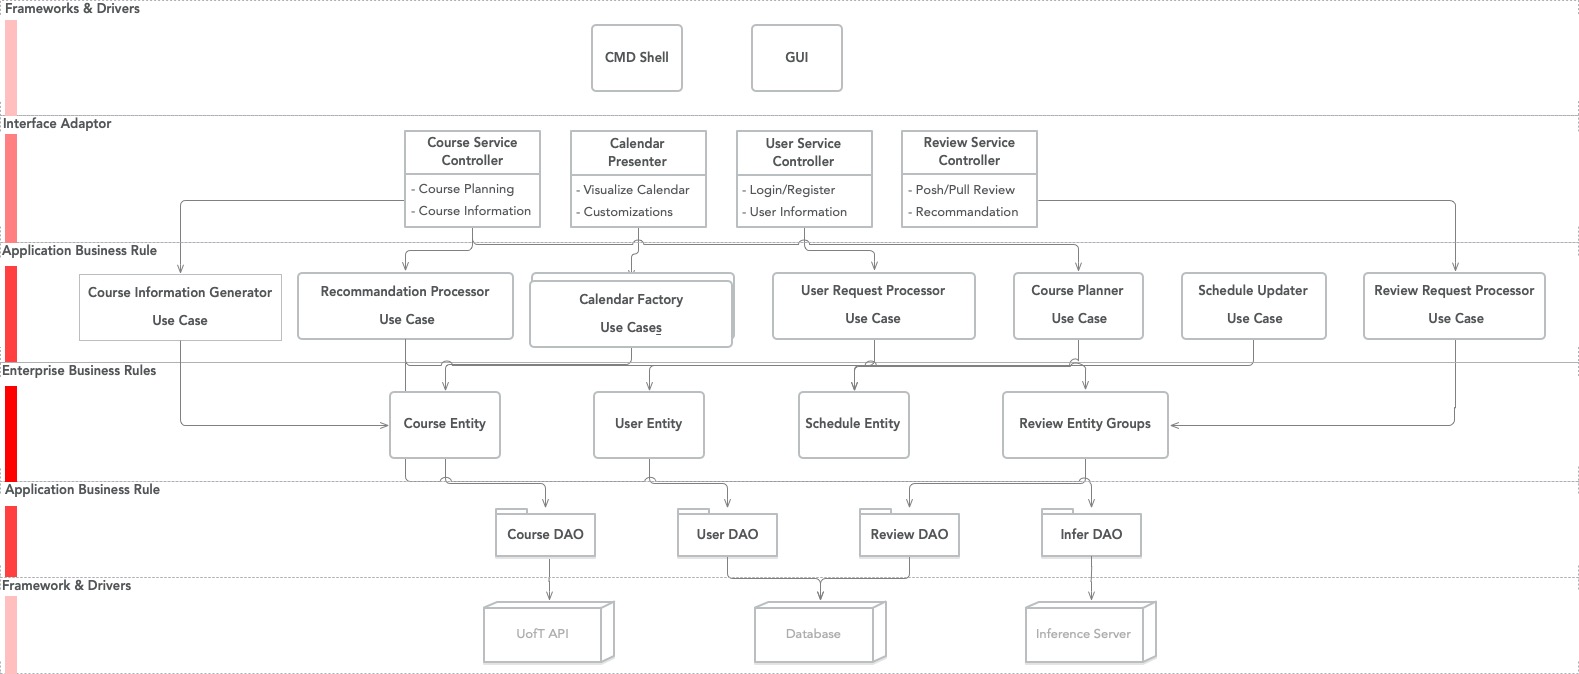 Frameworks & Drivers
CMD Shell
GUI
Interface Adaptor
Course Service
Controller
- Course Planning
- Course Information
Calendar
Presenter
- Visualize Calendar
- Customizations
User Service
Controller
- Login/Register
- User Information
Review Service
Controller
- Posh/Pull Review
- Recommandation
Application Business Rule
Course Information Generator
Use Case
Recommandation Processor
Use Case
Calendar Factory
Use Cases
User Request Processor
Use Case
Course Planner
Use Case
Schedule Updater
Use Case
Review Request Processor
Use Case
Enterprise Business Rules
Course Entity
User Entity
Schedule Entity
Review Entity Groups
Application Business Rule
Course DAO
User DAO
Review DAO
Infer DAO
Framework & Drivers
UofT API
Database
Inference Server